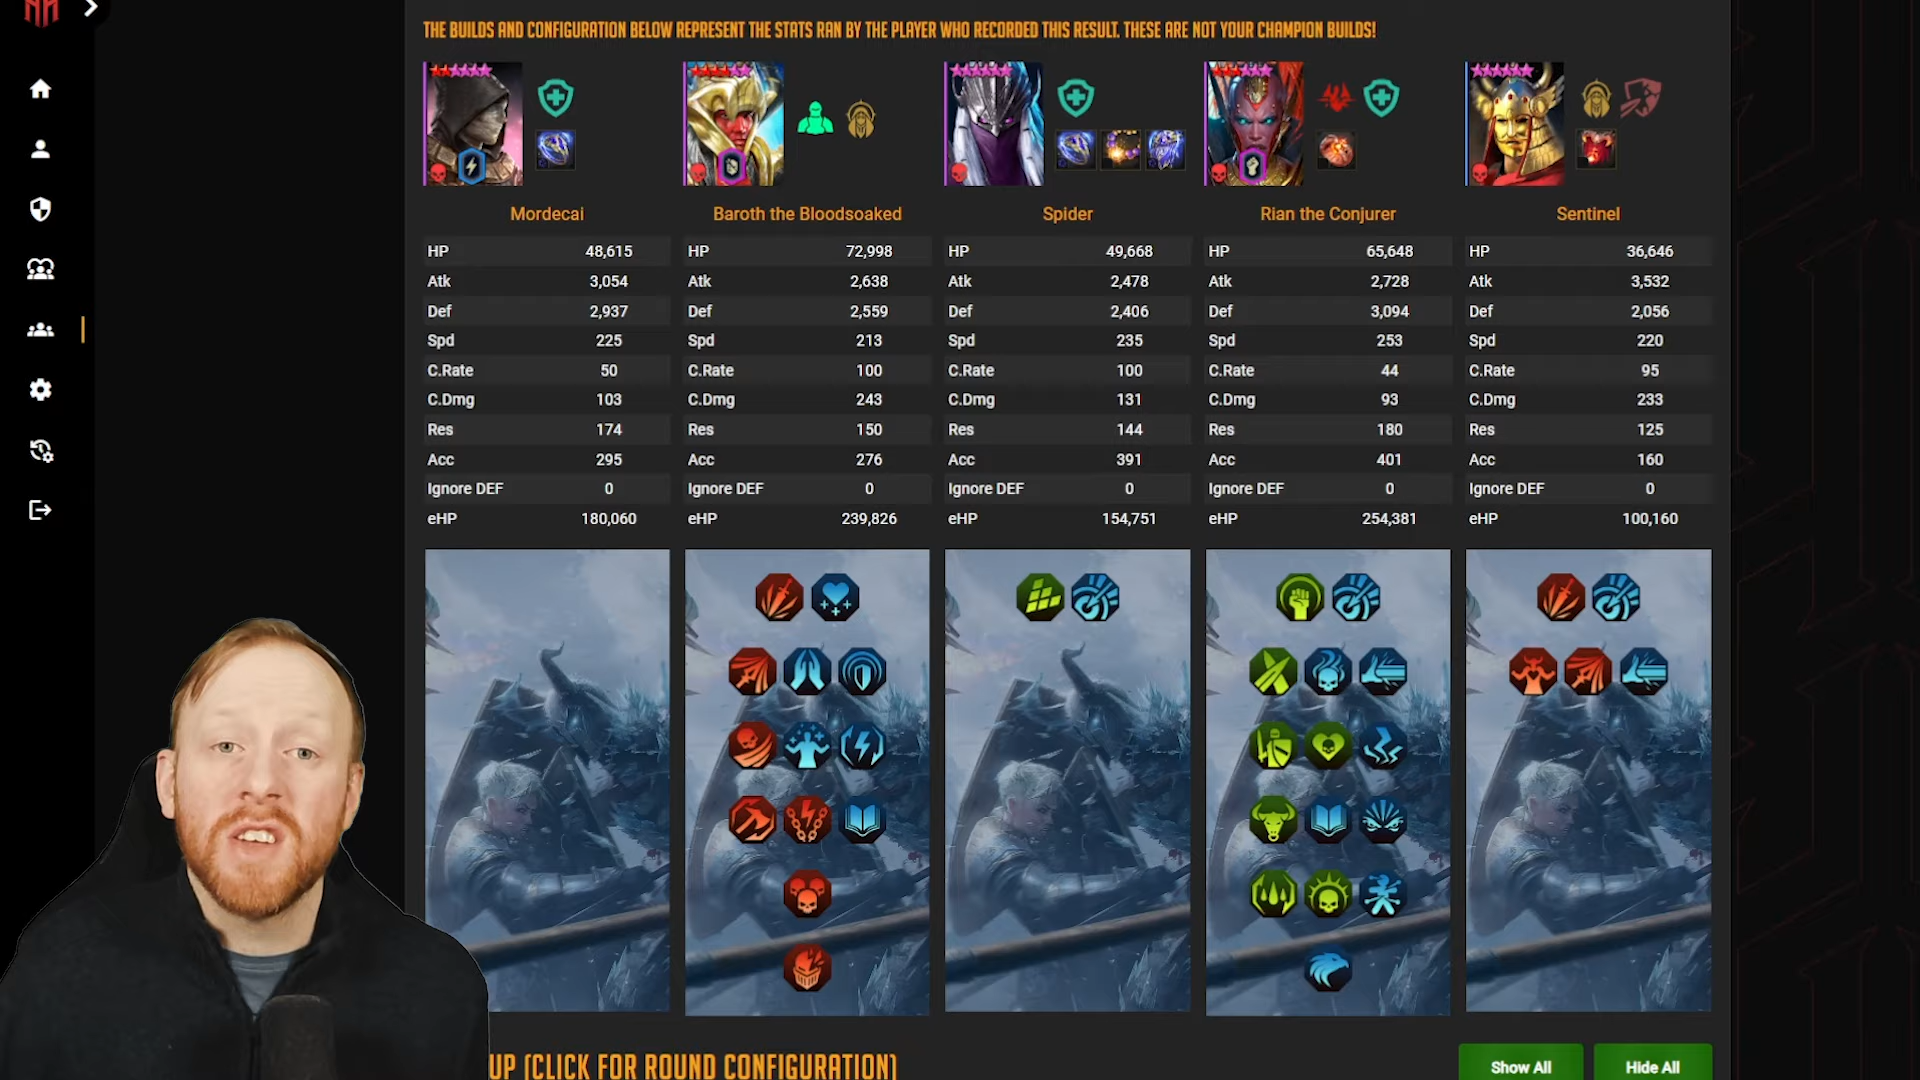 THE BUILDS AND CONFIGURATION BELOW REPRESENT THE STATS RAN BY THE PLAYER WHO RECORDED THIS RESULT. THESE ARE NOT YOUR CHAMPION BUILDS!
Mordecai Baroth the Bloodsoaked Spider Rian the Conjurer Sentinel
HP 48,615 HP 72,998 HP 49,668 HP 65,648 HP 36,646
Atk 3,054 Atk 2,638 Atk 2,478 Atk 2,728 Atk 3,532
Def 2,937 Def 2,559 Def 2,406 Def 3,094 Def 2,056
Spd 225 Spd 213 Spd 235 Spd 253 Spd 220
C.Rate 50 C.Rate 100 C.Rate 100 C.Rate 44 C.Rate 95
C.Dmg 103 C.Dmg 243 C.Dmg 131 C.Dmg 93 C.Dmg 233
Res 174 Res 150 Res 144 Res 180 Res 125
Acc 295 Acc 276 Acc 391 Acc 401 Acc 160
Ignore DEF 0 Ignore DEF 0 Ignore DEF 0 Ignore DEF 0 Ignore DEF 0
eHP 180,060 eHP 239,826 eHP 154,751 eHP 254,381 eHP 100,160
UP (CLICK FOR ROUND CONFIGURATION) Show All Hide All